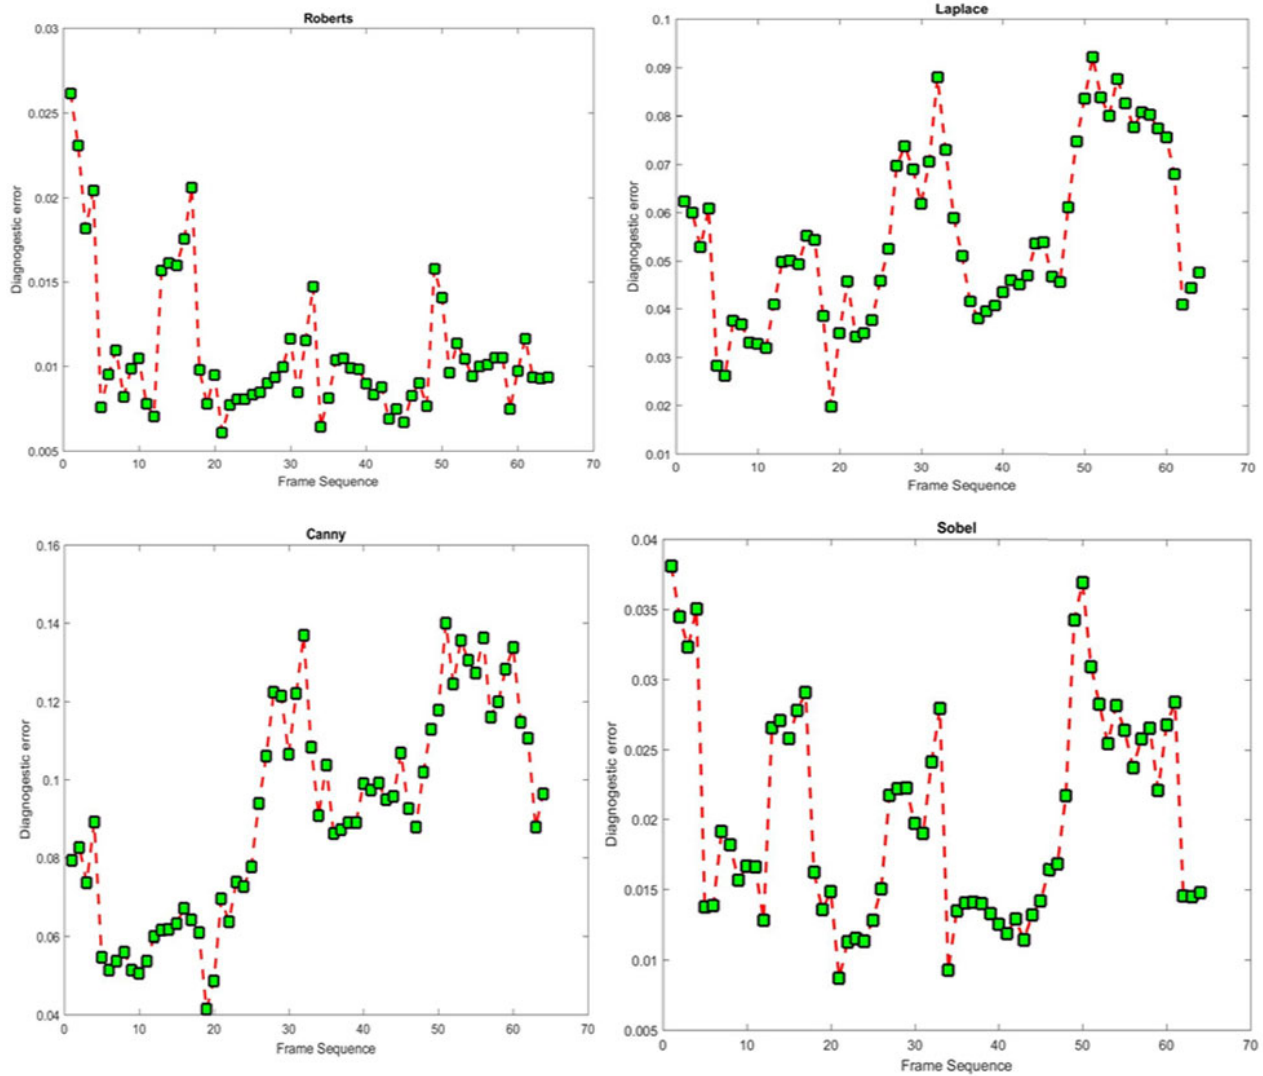 Roberts
0.03
0.025
0.02
0.015
0.01
0.005
0 10 20 30 40 50 60 70
Frame Sequence
Diagnogestic error
Laplace
0.1
0.09
0.08
0.07
0.06
0.05
0.04
0.03
0.02
0.01
0 10 20 30 40 50 60 70
Frame Sequence
Diagnogestic error
Canny
0.16
0.14
0.12
0.1
0.08
0.06
0.04
0 10 20 30 40 50 60 70
Frame Sequence
Diagnogestic error
Sobel
0.04
0.035
0.03
0.025
0.02
0.015
0.01
0.005
0 10 20 30 40 50 60 70
Frame Sequence
Diagnogestic error